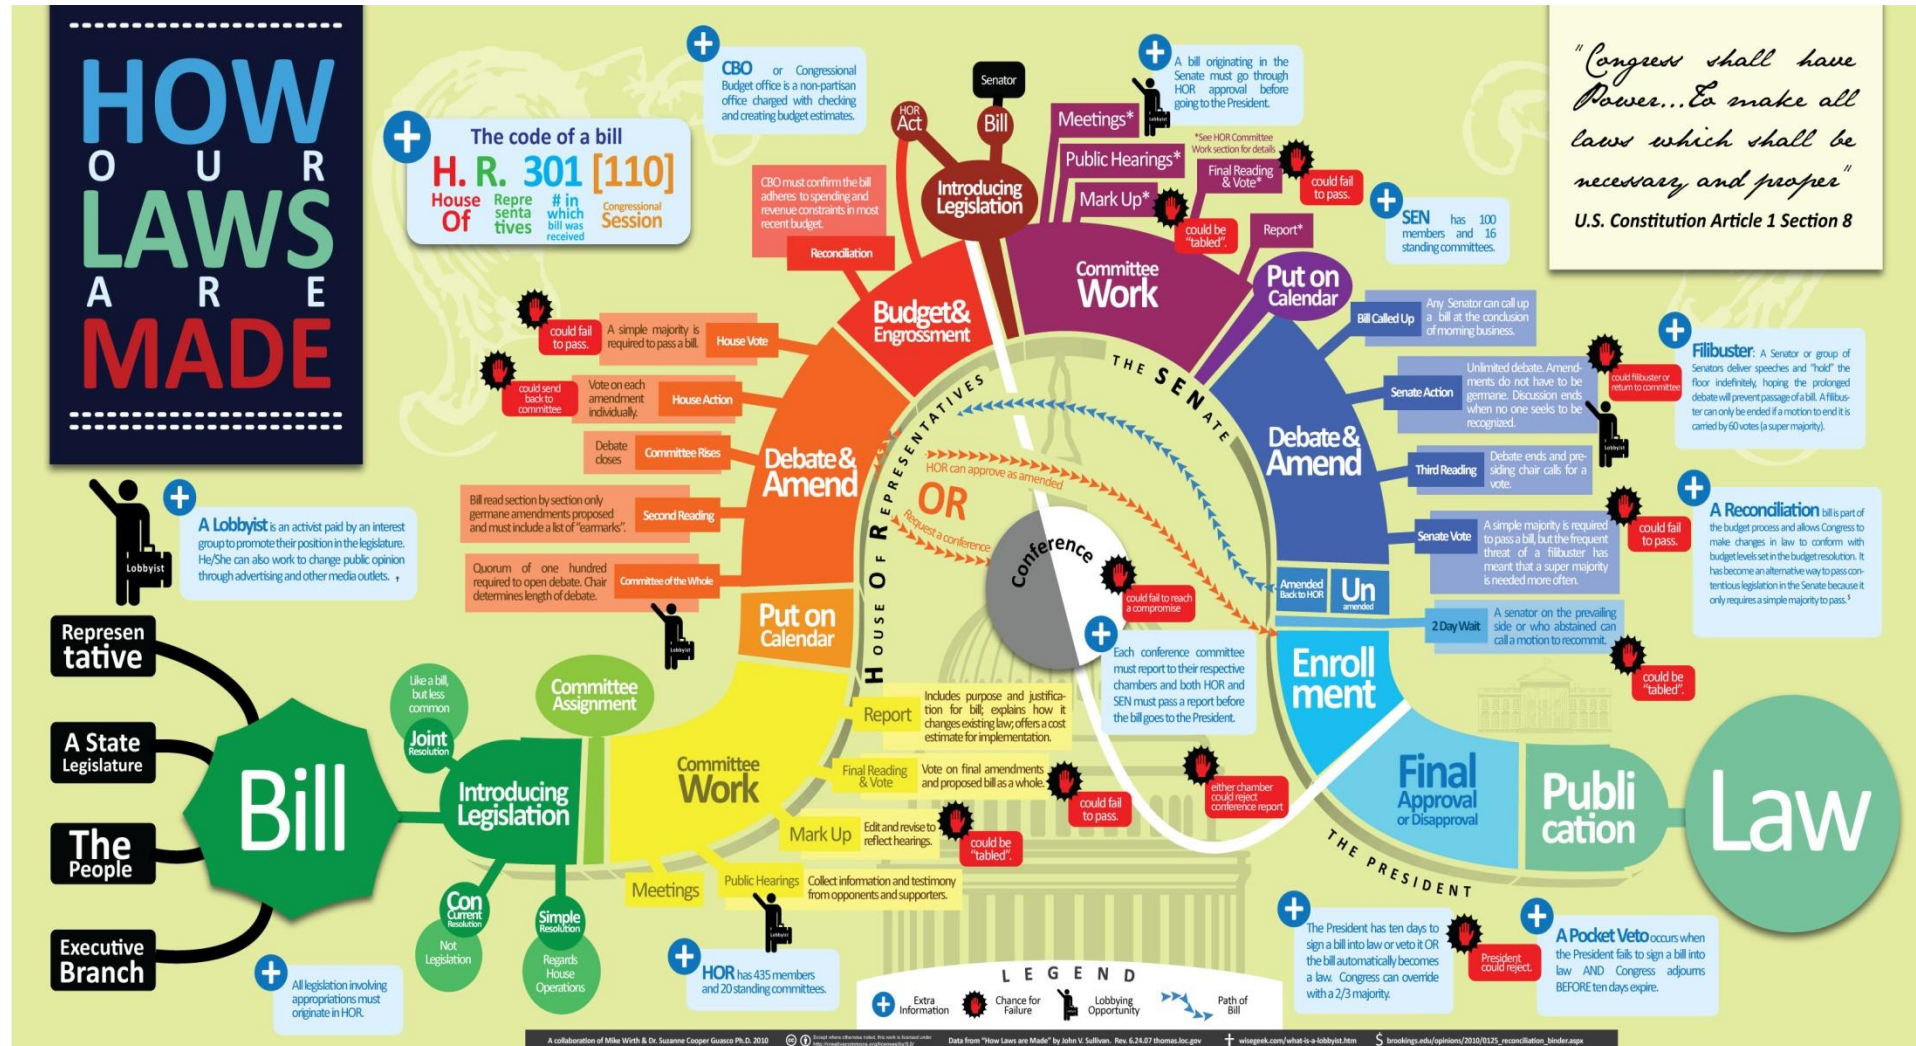 HOW
OUR
LAWS
ARE
MADE
The code of a bill
H. R. 301 [110]
House
Of
Repre
senta
tives
# in
which
bill was
received
Congressional
Session
CBO or Congressional
Budget office is a non-partisan
office charged with checking
and creating budget estimates.
CBO must confirm the bill
adheres to spending and
revenue constraints in most
recent budget.
Reconciliation
HOR
Act
Senator
Bill
Introducing
Legislation
Meetings*
Public Hearings*
Mark Up*
could be
"tabled".
*See HOR Committee
Work section for details
Final Reading
& Vote*
could fail
to pass.
Report*
A bill originating in the
Senate must go through
HOR approval before
going to the President.
Lobbyist
SEN has 100
members and 16
standing committees.
"Congress shall have
Power...To make all
laws which shall be
necessary and proper"
U.S. Constitution Article 1 Section 8
Budget&
Engrossment
Committee
Work
Put on
Calendar
could fail
to pass.
A simple majority is
required to pass a bill.
House Vote
could send
back to
committee
Vote on each
amendment
individually.
House Action
Debate
closes
Committee Rises
Bill read section by section only
germane amendments proposed
and must include a list of "earmarks".
Second Reading
Quorum of one hundred
required to open debate. Chair
determines length of debate.
Committee of the Whole
Lobbyist
Debate &
Amend
Put on
Calendar
HOUSE OF REPRESENTATIVES
THE SENATE
HOR can approve as amended
OR
Request a conference
Conference
could fail to reach
a compromise
Each conference committee
must report to their respective
chambers and both HOR and
SEN must pass a report before
the bill goes to the President.
either chamber
could reject
conference report
Debate &
Amend
Bill Called Up
Any Senator can call up
a bill at the conclusion
of morning business.
Senate Action
Unlimited debate. Amend-
ments do not have to be
germane. Discussion ends
when no one seeks to be
recognized.
could filibuster or
return to committee
Lobbyist
Third Reading
Debate ends and pre-
siding chair calls for a
vote.
Senate Vote
A simple majority is required
to pass a bill, but the frequent
threat of a filibuster has
meant that a super majority
is needed more often.
could fail
to pass.
Amended
Back to HOR
Un
amended
2 Day Wait
A senator on the prevailing
side or who abstained can
call a motion to recommit.
could be
"tabled".
Filibuster: A Senator or group of
Senators deliver speeches and "hold" the
floor indefinitely, hoping the prolonged
debate will prevent passage of a bill. A filibus-
ter can only be ended if a motion to end it is
carried by 60 votes (a super majority).
A Reconciliation bill is part of
the budget process and allows Congress to
make changes in law to conform with
budget levels set in the budget resolution. It
has become an alternative way to pass con-
tentious legislation in the Senate because it
only requires a simple majority to pass. $
Lobbyist
A Lobbyist is an activist paid by an interest
group to promote their position in the legislature.
He/She can also work to change public opinion
through advertising and other media outlets. †
Represen
tative
A State
Legislature
The
People
Executive
Branch
Bill
All legislation involving
appropriations must
originate in HOR.
Like a bill,
but less
common
Joint
Resolution
Introducing
Legislation
Con
Current
Resolution
Not
Legislation
Simple
Resolution
Regards
House
Operations
Committee
Assignment
Committee
Work
Report
Includes purpose and justifica-
tion for bill; explains how it
changes existing law; offers a cost
estimate for implementation.
Final Reading
& Vote
Vote on final amendments
and proposed bill as a whole.
could fail
to pass.
Mark Up
Edit and revise to
reflect hearings.
could be
"tabled".
Public Hearings
Collect information and testimony
from opponents and supporters.
Meetings
Lobbyist
HOR has 435 members
and 20 standing committees.
Enroll
ment
Final
Approval
or Disapproval
Publi
cation
Law
THE PRESIDENT
The President has ten days to
sign a bill into law or veto it OR
the bill automatically becomes
a law. Congress can override
with a 2/3 majority.
President
could reject.
A Pocket Veto occurs when
the President fails to sign a bill into
law AND Congress adjourns
BEFORE ten days expire.
LEGEND
Extra
Information
Chance for
Failure
Lobbying
Opportunity
Path of
Bill
A collaboration of Mike Wirth & Dr. Suzanne Cooper Guasco Ph.D. 2010
Except where otherwise noted, this work is licensed under
http://creativecommons.org/licenses/by/3.0/
Data from "How Laws are Made" by John V. Sullivan. Rev. 6.24.07 thomas.loc.gov
† wisegeek.com/what-is-a-lobbyist.htm
$ brookings.edu/opinions/2010/0125_reconciliation_binder.aspx